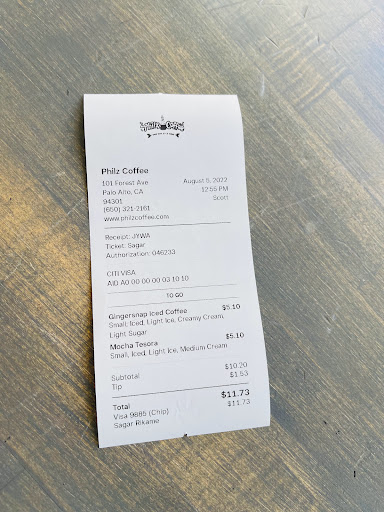 Philz Coffee
Philz Coffee
101 Forest Ave August 5, 2022
Palo Alto, CA 12:55 PM
94301 Scott
(650) 321-2161
www.philzcoffee.com
Receipt: JYWA
Ticket: Sagar
Authorization: 046233
CITI VISA
AID A0 00 00 00 03 10 10
TO GO
Gingersnap Iced Coffee $5.10
Small, Iced, Light Ice, Creamy Cream,
Light Sugar
Mocha Tesora $5.10
Small, Iced, Light Ice, Medium Cream
Subtotal $10.20
Tip $1.53
Total $11.73
Visa 9885 (Chip) $11.73
Sagar Rikame